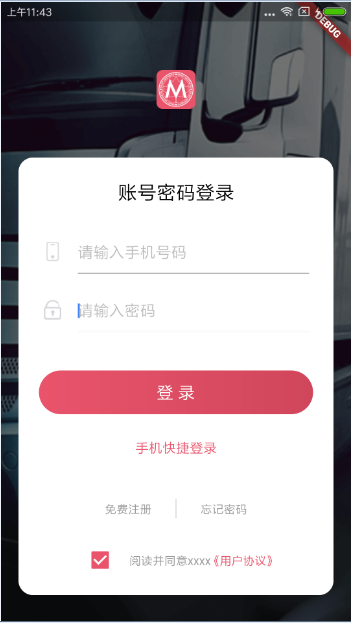 上午11:43
DEBUG
M
账号密码登录
请输入手机号码
请输入密码
登 录
手机快捷登录
免费注册
忘记密码
阅读并同意xxxx《用户协议》